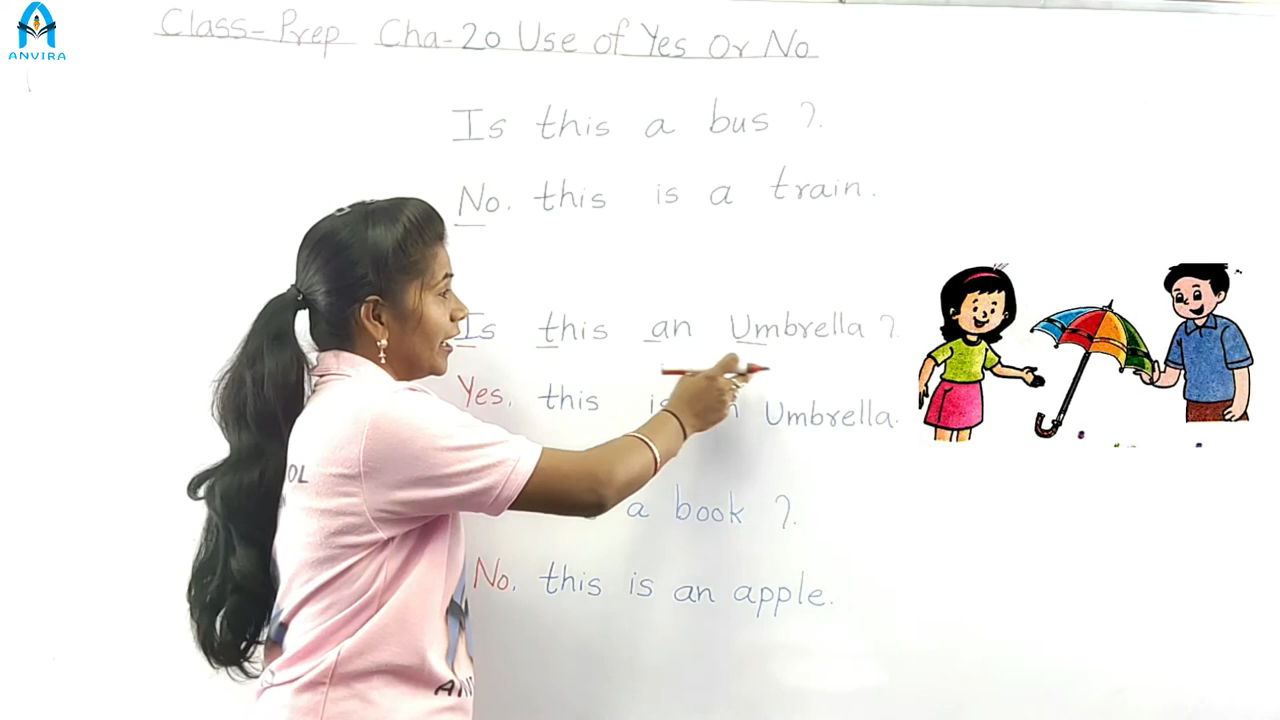 ANVIRA
Class-Prep Cha-20 Use of Yes Or No
Is this a bus ?.
No. this is a train.
Is this an Umbrella ?.
Yes, this Umbrella.
a book ?.
No, this is an apple.